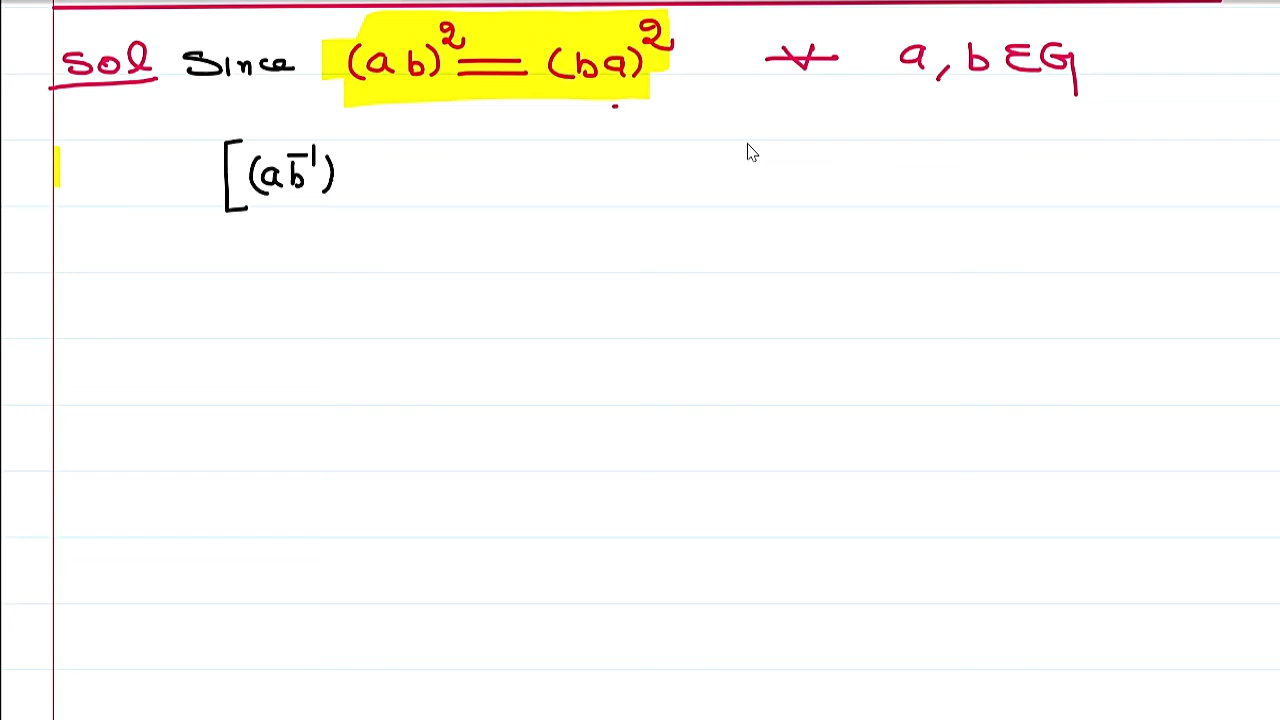 Sol Since (ab)² = (ba)² ∀ a, b ∈ G
[(ab⁻¹)